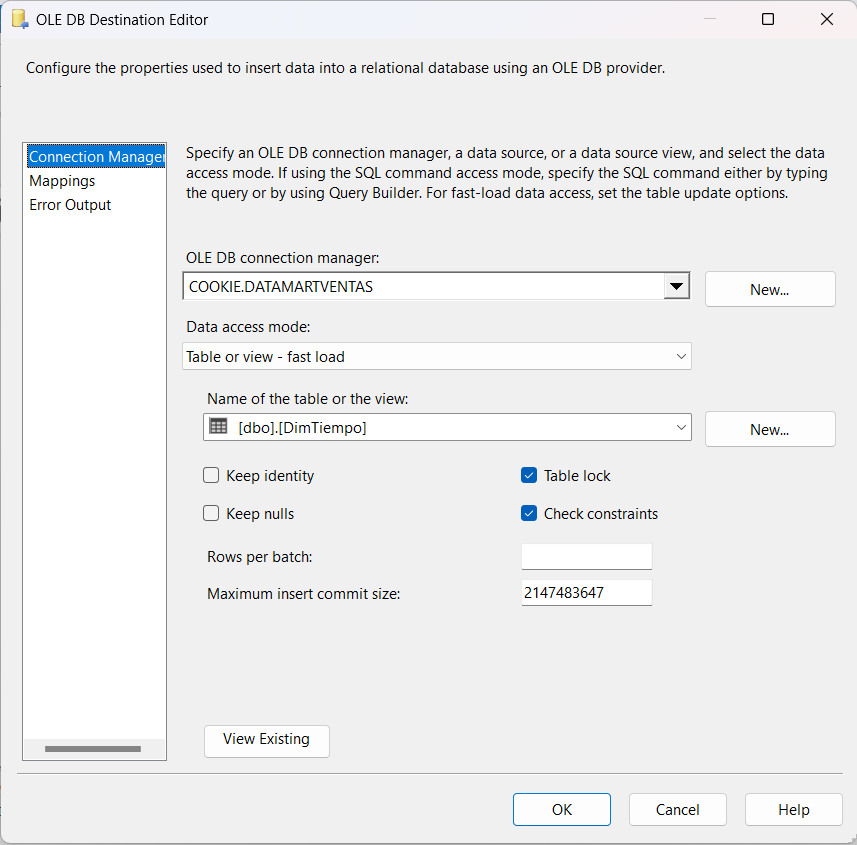 OLE DB Destination Editor
Configure the properties used to insert data into a relational database using an OLE DB provider.
Connection Manager
Mappings
Error Output
Specify an OLE DB connection manager, a data source, or a data source view, and select the data
access mode. If using the SQL command access mode, specify the SQL command either by typing
the query or by using Query Builder. For fast-load data access, set the table update options.
OLE DB connection manager:
COOKIE.DATAMARTVENTAS
New...
Data access mode:
Table or view - fast load
Name of the table or the view:
[dbo].[DimTiempo]
New...
Keep identity
Table lock
Keep nulls
Check constraints
Rows per batch:
Maximum insert commit size:
2147483647
View Existing
OK
Cancel
Help